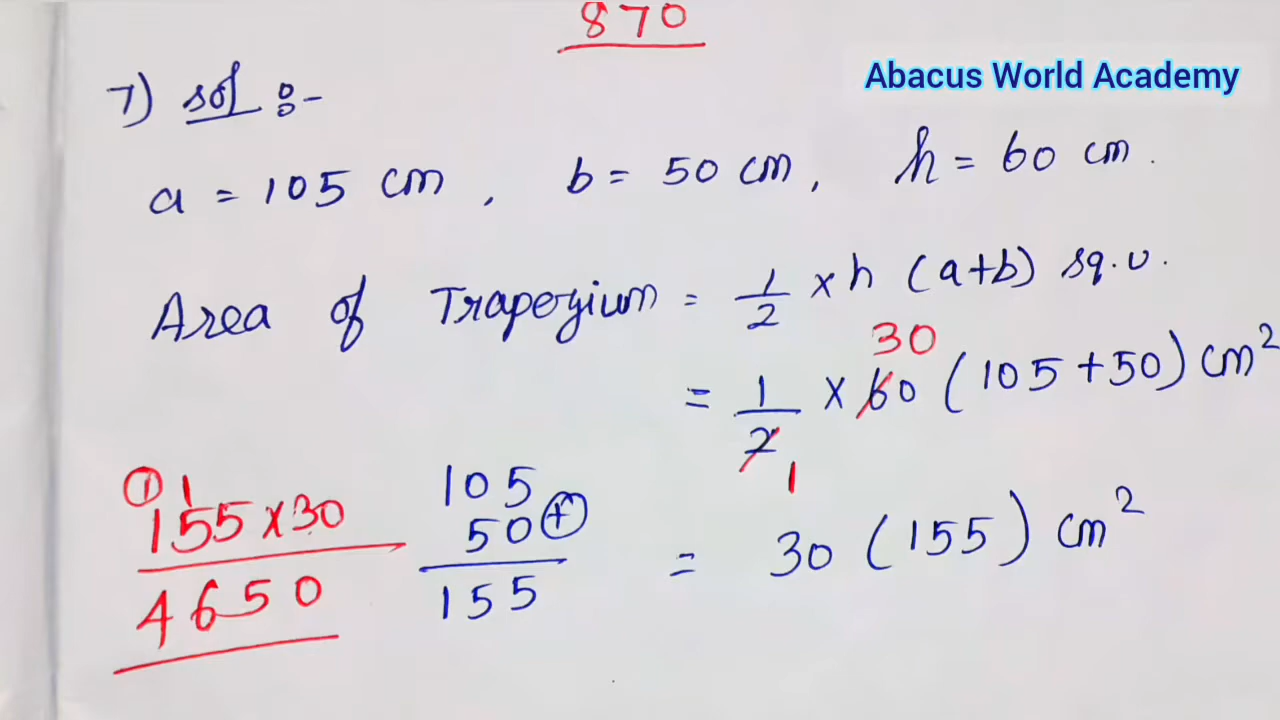 870
Abacus World Academy
7) sol :-
a = 105 cm , b = 50 cm, h = 60 cm.
Area of Trapezium = 1/2 × h (a+b) sq.u.
30
= 1/2 × 60 (105+50) cm²
1
① 1
155×30
4650
105
50 +
155
= 30 (155) cm²